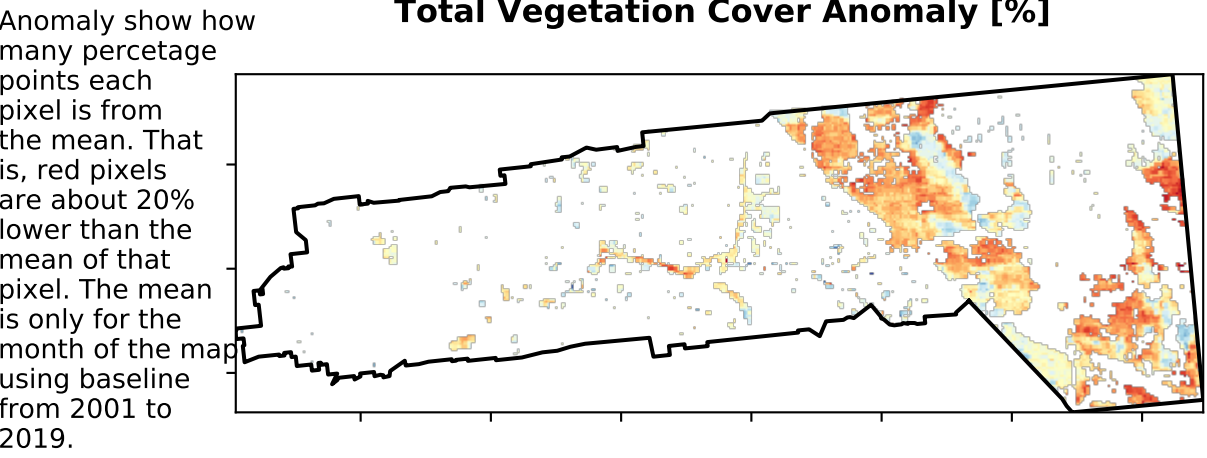 Total Vegetation Cover Anomaly [%]
Anomaly show how
many percetage
points each
pixel is from
the mean. That
is, red pixels
are about 20%
lower than the
mean of that
pixel. The mean
is only for the
month of the map
using baseline
from 2001 to
2019.